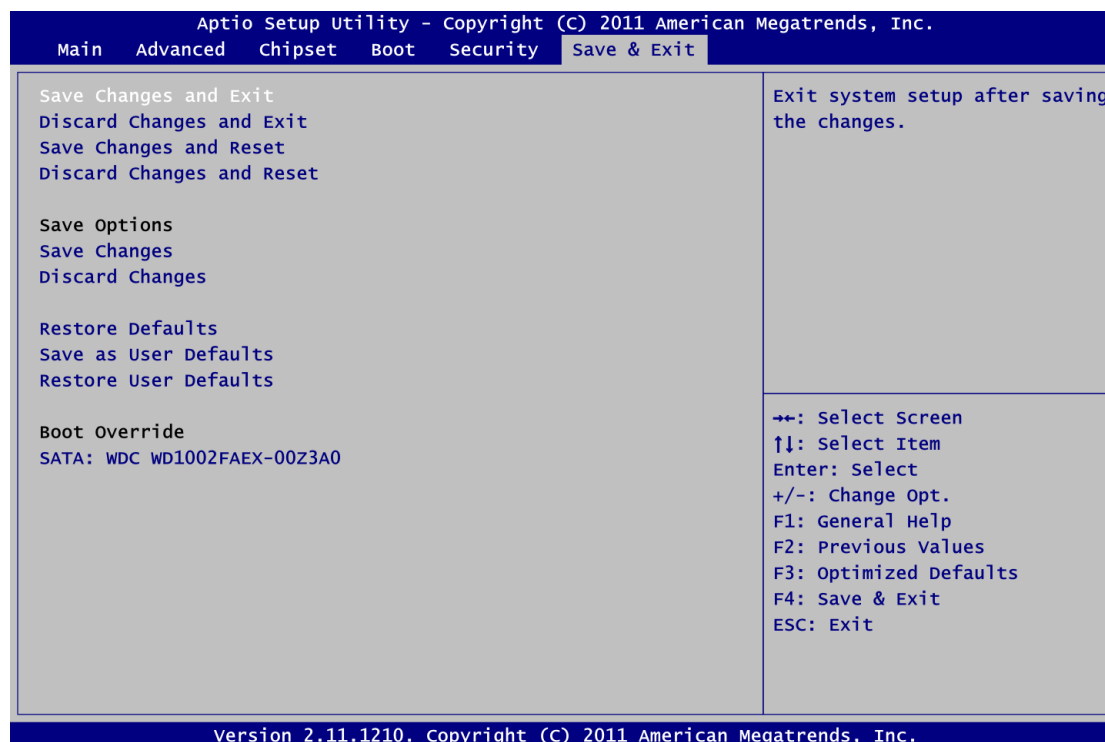 Aptio Setup Utility - Copyright (C) 2011 American Megatrends, Inc.
Main Advanced Chipset Boot Security Save & Exit
Save Changes and Exit
Discard Changes and Exit
Save Changes and Reset
Discard Changes and Reset
Save Options
Save Changes
Discard Changes
Restore Defaults
Save as User Defaults
Restore User Defaults
Boot Override
SATA: WDC WD1002FAEX-00Z3A0
Exit system setup after saving
the changes.
→←: Select Screen
↑↓: Select Item
Enter: Select
+/-: Change Opt.
F1: General Help
F2: Previous Values
F3: Optimized Defaults
F4: Save & Exit
ESC: Exit
Version 2.11.1210. Copyright (C) 2011 American Megatrends, Inc.